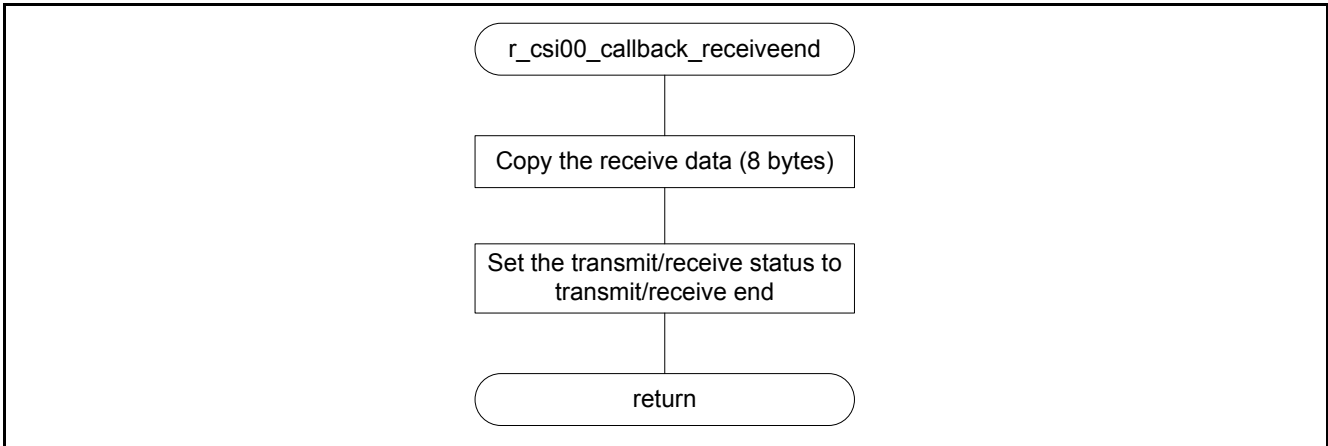 r_csi00_callback_receiveend
Copy the receive data (8 bytes)
Set the transmit/receive status to
transmit/receive end
return